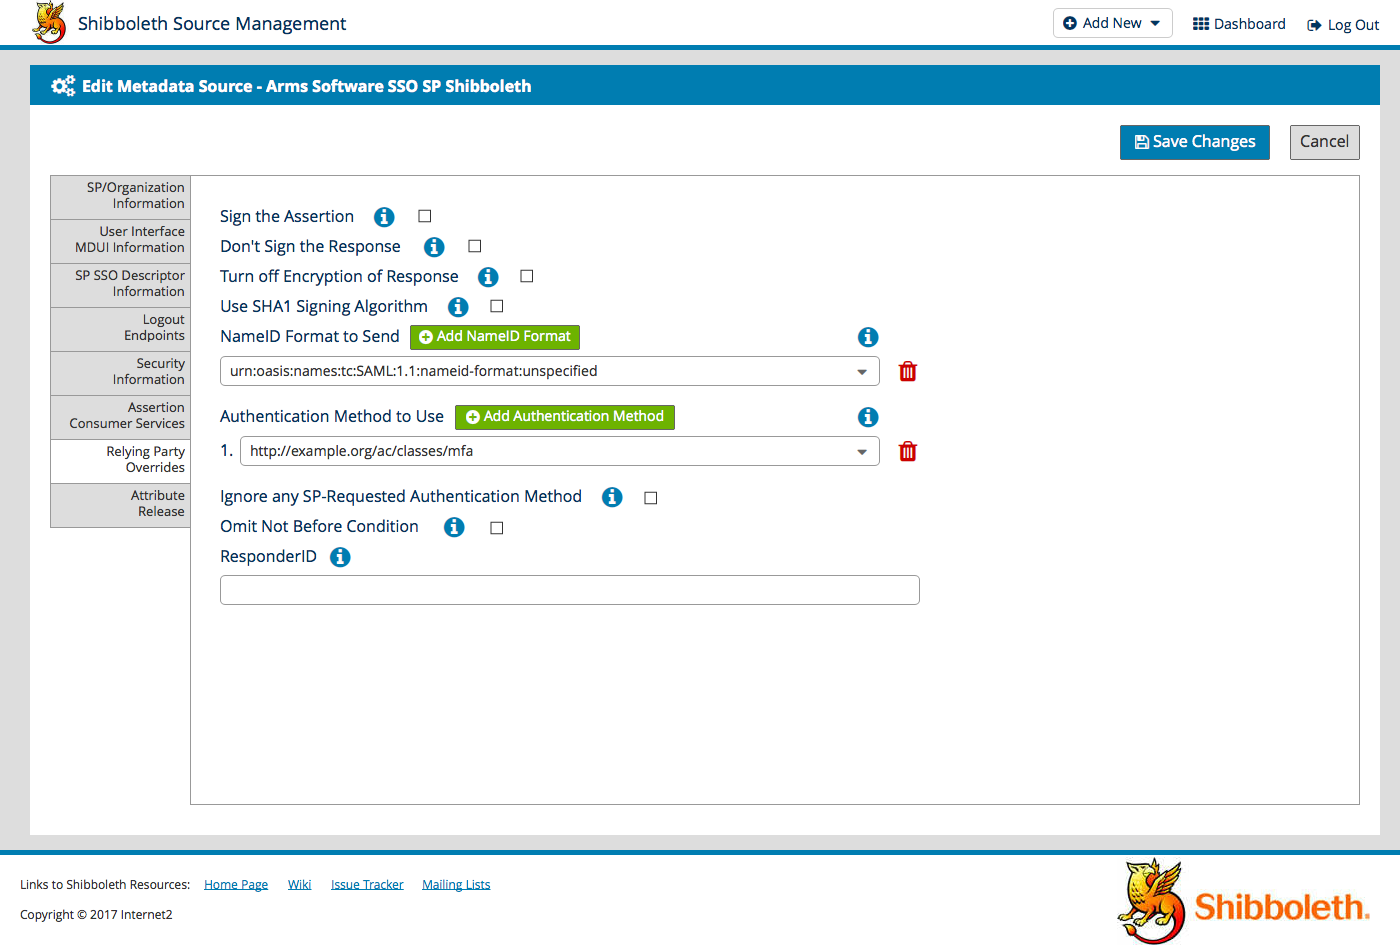 Shibboleth Source Management
Add New
Dashboard
Log Out
Edit Metadata Source - Arms Software SSO SP Shibboleth
Save Changes
Cancel
SP/Organization
Information
User Interface
MDUI Information
SP SSO Descriptor
Information
Logout
Endpoints
Security
Information
Assertion
Consumer Services
Relying Party
Overrides
Attribute
Release
Sign the Assertion
Don't Sign the Response
Turn off Encryption of Response
Use SHA1 Signing Algorithm
NameID Format to Send
Add NameID Format
urn:oasis:names:tc:SAML:1.1:nameid-format:unspecified
Authentication Method to Use
Add Authentication Method
1. http://example.org/ac/classes/mfa
Ignore any SP-Requested Authentication Method
Omit Not Before Condition
ResponderID
Links to Shibboleth Resources: Home Page Wiki Issue Tracker Mailing Lists
Copyright © 2017 Internet2
Shibboleth.